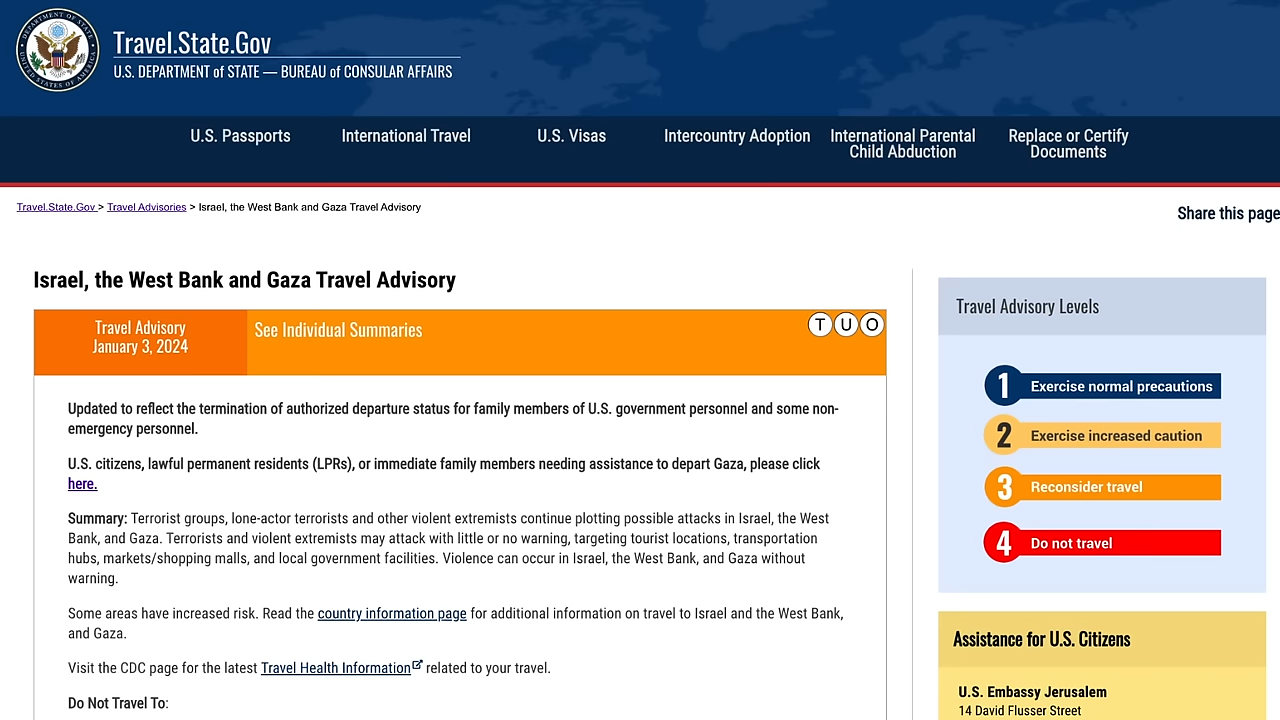 Travel.State.Gov
U.S. DEPARTMENT of STATE — BUREAU of CONSULAR AFFAIRS
U.S. Passports
International Travel
U.S. Visas
Intercountry Adoption
International Parental
Child Abduction
Replace or Certify
Documents
Travel.State.Gov > Travel Advisories > Israel, the West Bank and Gaza Travel Advisory
Share this page
Israel, the West Bank and Gaza Travel Advisory
Travel Advisory
January 3, 2024
See Individual Summaries
T U O
Updated to reflect the termination of authorized departure status for family members of U.S. government personnel and some non-
emergency personnel.
U.S. citizens, lawful permanent residents (LPRs), or immediate family members needing assistance to depart Gaza, please click
here.
Summary: Terrorist groups, lone-actor terrorists and other violent extremists continue plotting possible attacks in Israel, the West
Bank, and Gaza. Terrorists and violent extremists may attack with little or no warning, targeting tourist locations, transportation
hubs, markets/shopping malls, and local government facilities. Violence can occur in Israel, the West Bank, and Gaza without
warning.
Some areas have increased risk. Read the country information page for additional information on travel to Israel and the West Bank,
and Gaza.
Visit the CDC page for the latest Travel Health Information related to your travel.
Do Not Travel To:
Travel Advisory Levels
1 Exercise normal precautions
2 Exercise increased caution
3 Reconsider travel
4 Do not travel
Assistance for U.S. Citizens
U.S. Embassy Jerusalem
14 David Flusser Street